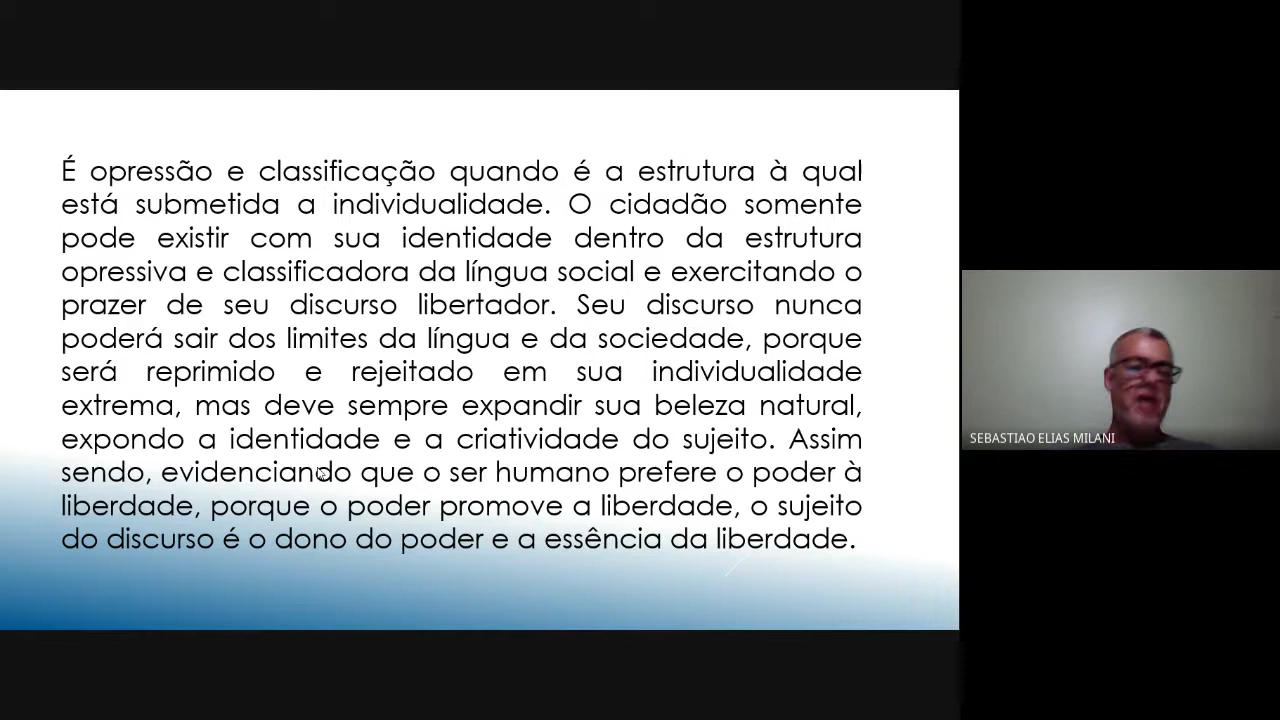 É opressão e classificação quando é a estrutura à qual
está submetida a individualidade. O cidadão somente
pode existir com sua identidade dentro da estrutura
opressiva e classificadora da língua social e exercitando o
prazer de seu discurso libertador. Seu discurso nunca
poderá sair dos limites da língua e da sociedade, porque
será reprimido e rejeitado em sua individualidade
extrema, mas deve sempre expandir sua beleza natural,
expondo a identidade e a criatividade do sujeito. Assim
sendo, evidenciando que o ser humano prefere o poder à
liberdade, porque o poder promove a liberdade, o sujeito
do discurso é o dono do poder e a essência da liberdade.
SEBASTIAO ELIAS MILANI